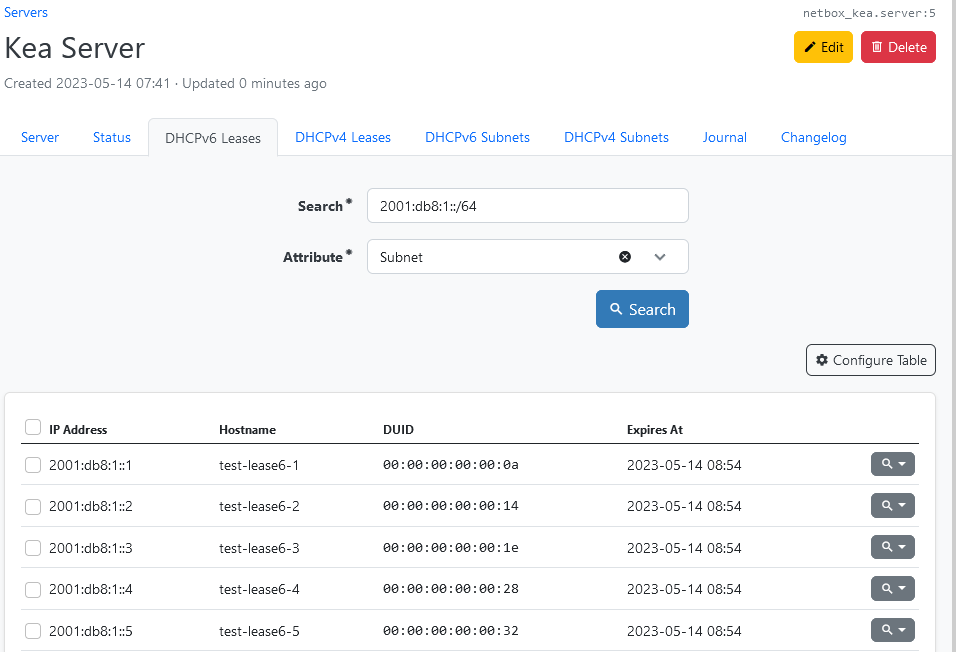 Servers
netbox_kea.server:5
Kea Server
Edit
Delete
Created 2023-05-14 07:41 · Updated 0 minutes ago
Server Status DHCPv6 Leases DHCPv4 Leases DHCPv6 Subnets DHCPv4 Subnets Journal Changelog
Search* 2001:db8:1::/64
Attribute* Subnet
Search
Configure Table
IP Address Hostname DUID Expires At
2001:db8:1::1 test-lease6-1 00:00:00:00:00:0a 2023-05-14 08:54
2001:db8:1::2 test-lease6-2 00:00:00:00:00:14 2023-05-14 08:54
2001:db8:1::3 test-lease6-3 00:00:00:00:00:1e 2023-05-14 08:54
2001:db8:1::4 test-lease6-4 00:00:00:00:00:28 2023-05-14 08:54
2001:db8:1::5 test-lease6-5 00:00:00:00:00:32 2023-05-14 08:54